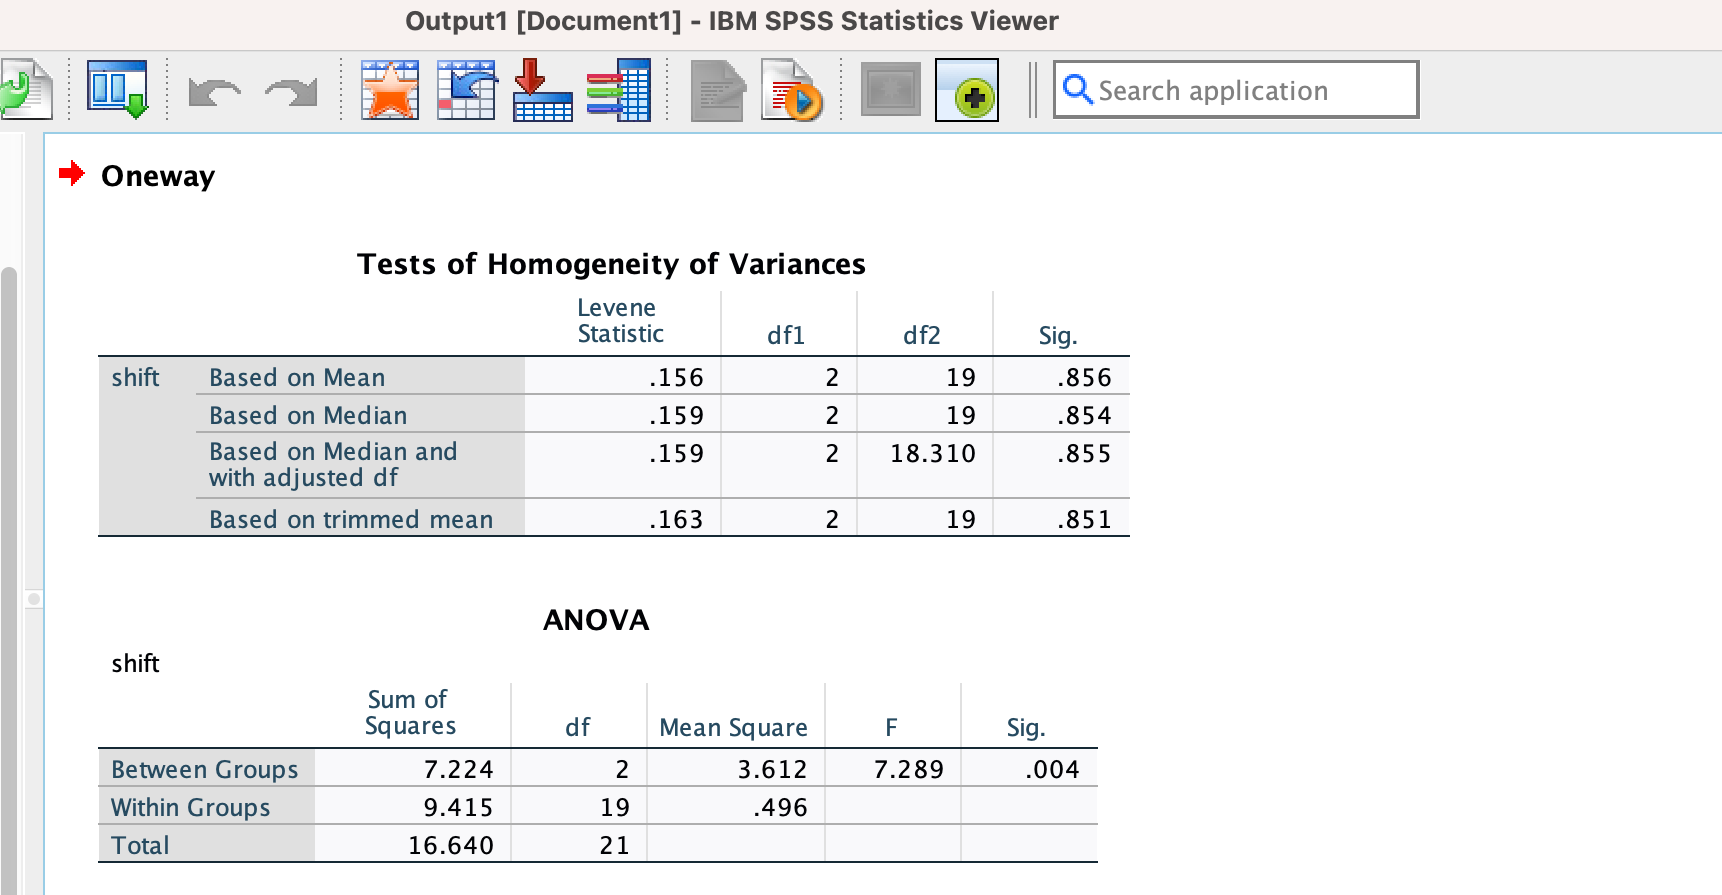 Output1 [Document1] - IBM SPSS Statistics Viewer
Search application
Oneway
Tests of Homogeneity of Variances
Levene Statistic df1 df2 Sig.
shift Based on Mean .156 2 19 .856
Based on Median .159 2 19 .854
Based on Median and with adjusted df .159 2 18.310 .855
Based on trimmed mean .163 2 19 .851
ANOVA
shift
Sum of Squares df Mean Square F Sig.
Between Groups 7.224 2 3.612 7.289 .004
Within Groups 9.415 19 .496
Total 16.640 21